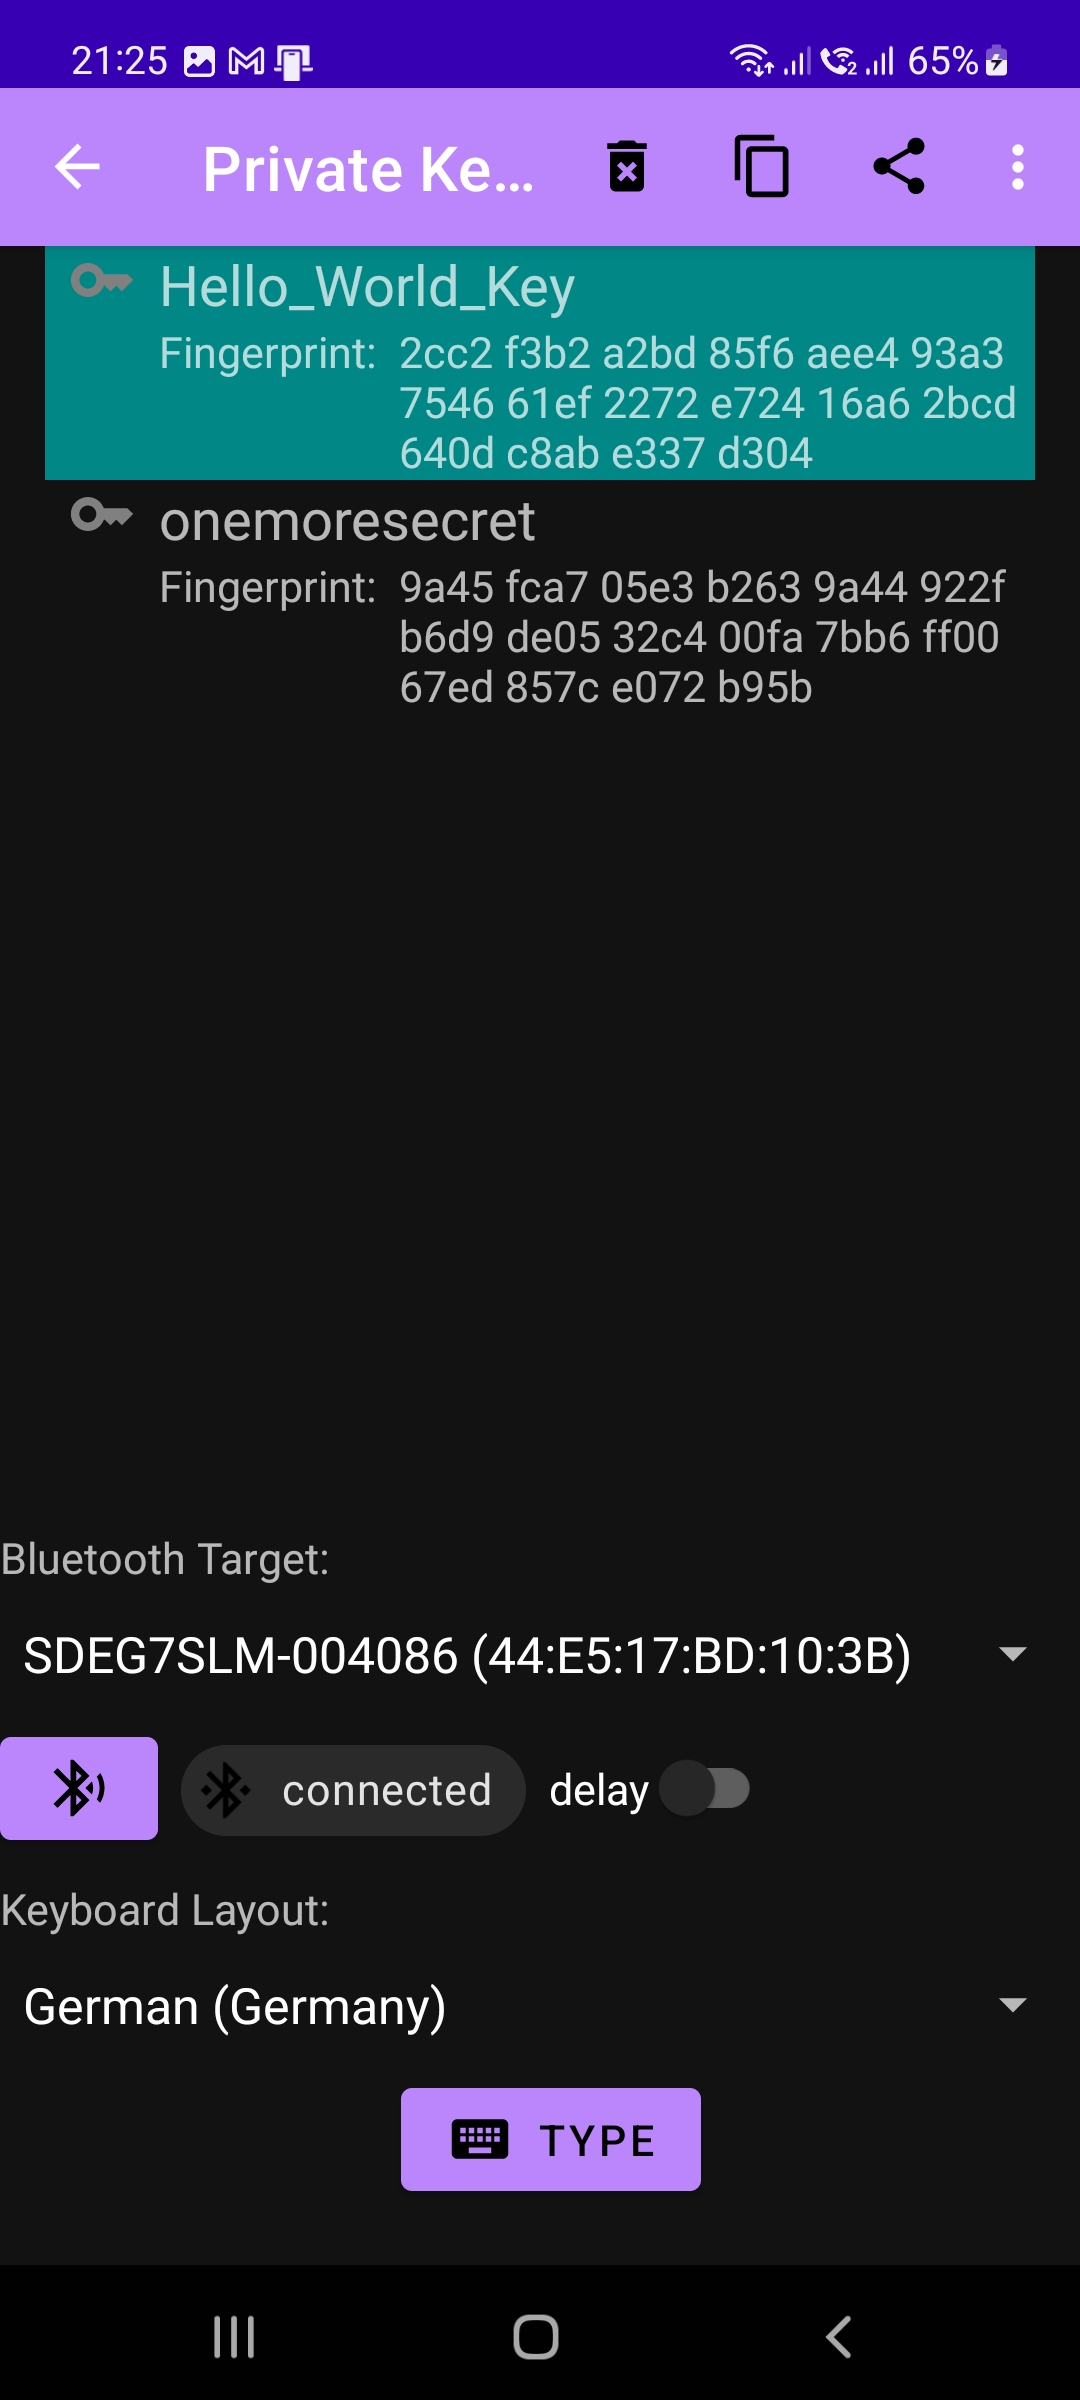 21:25
65%
Private Ke...
Hello_World_Key
Fingerprint: 2cc2 f3b2 a2bd 85f6 aee4 93a3
7546 61ef 2272 e724 16a6 2bcd
640d c8ab e337 d304
onemoresecret
Fingerprint: 9a45 fca7 05e3 b263 9a44 922f
b6d9 de05 32c4 00fa 7bb6 ff00
67ed 857c e072 b95b
Bluetooth Target:
SDEG7SLM-004086 (44:E5:17:BD:10:3B)
connected delay
Keyboard Layout:
German (Germany)
TYPE